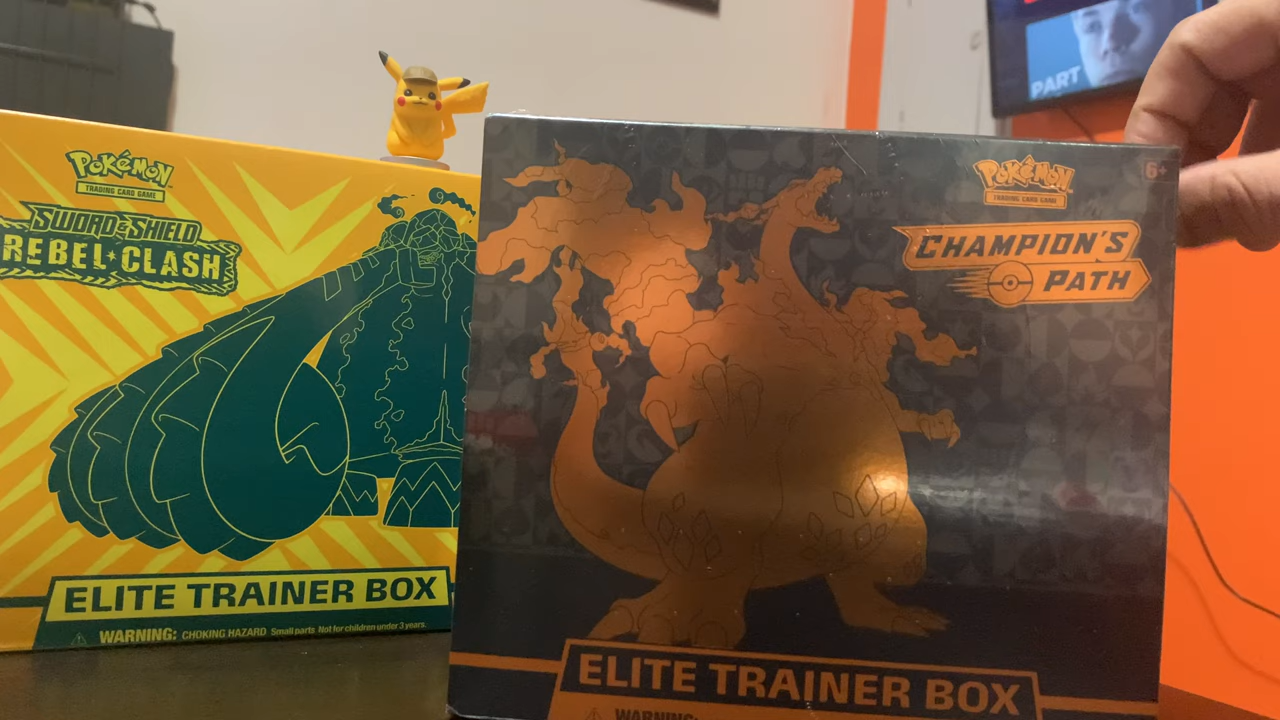 POKéMON
TRADING CARD GAME
SWORD & SHIELD
REBEL CLASH
ELITE TRAINER BOX
WARNING: CHOKING HAZARD Small parts Not for children under 3 years.
POKéMON
TRADING CARD GAME
6+
CHAMPION'S
PATH
ELITE TRAINER BOX
WARNING:
PART